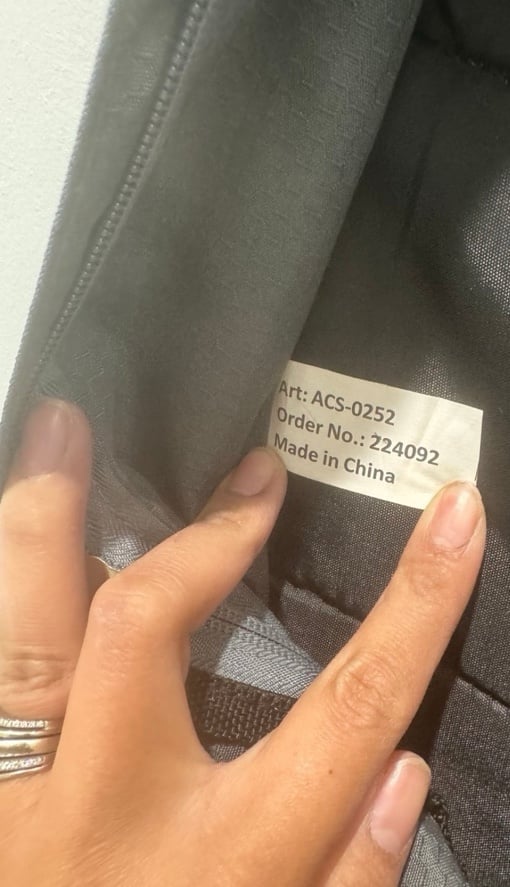 Art: ACS-0252
Order No.: 224092
Made in China